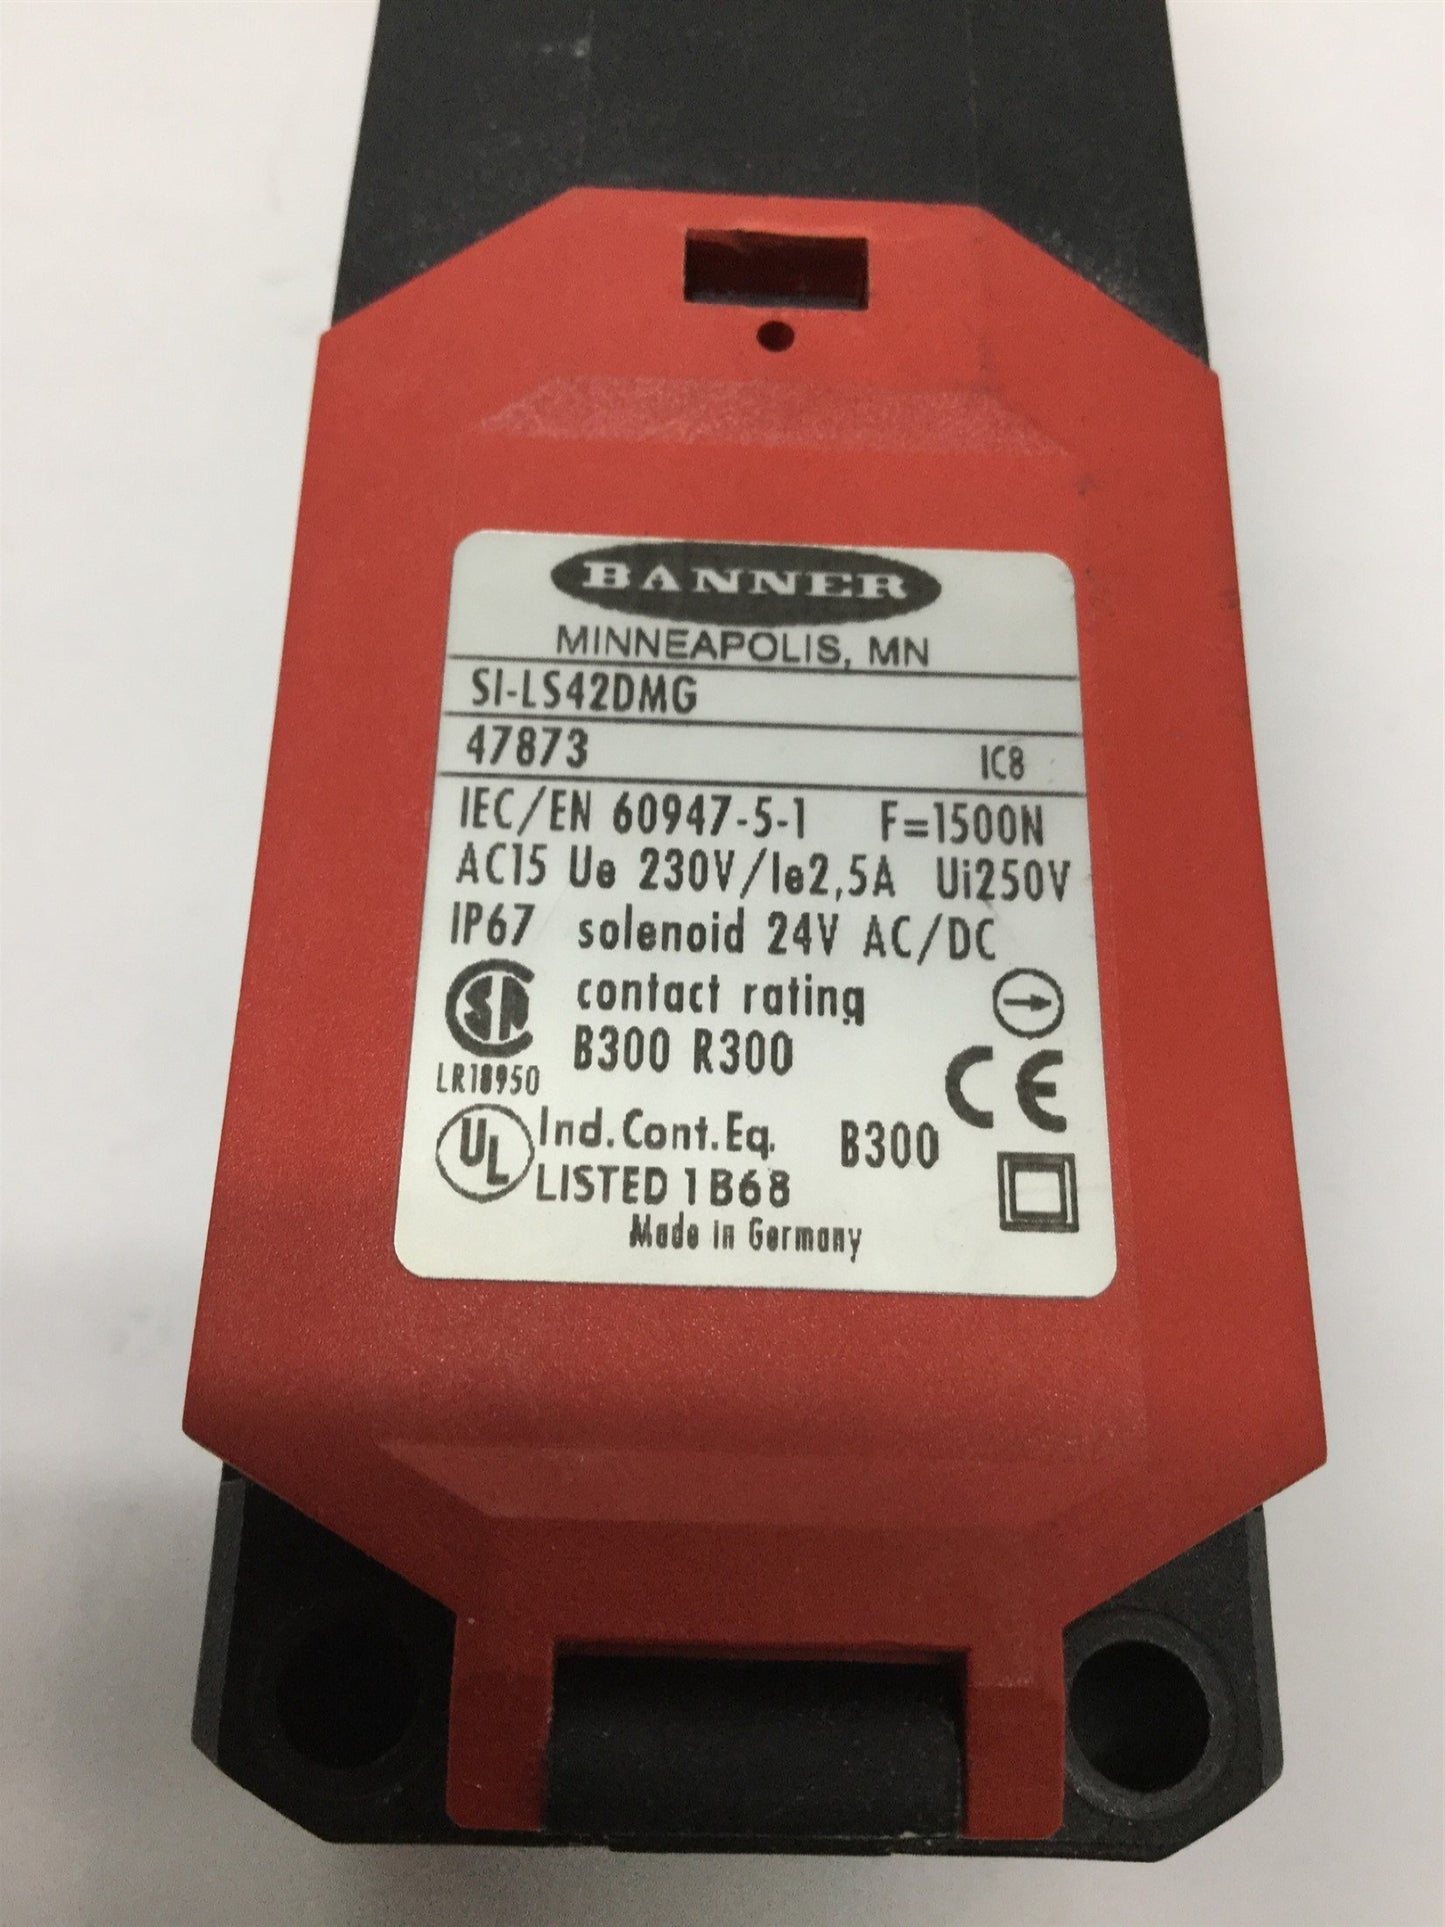 BANNER
MINNEAPOLIS, MN
SI-LS42DMG
47873 IC8
IEC/EN 60947-5-1 F=1500N
AC15 Ue 230V/Ie2,5A Ui250V
IP67 solenoid 24V AC/DC
SA contact rating
B300 R300
LR18950
CE
UL Ind.Cont.Eq. B300
LISTED 1B68
Made in Germany